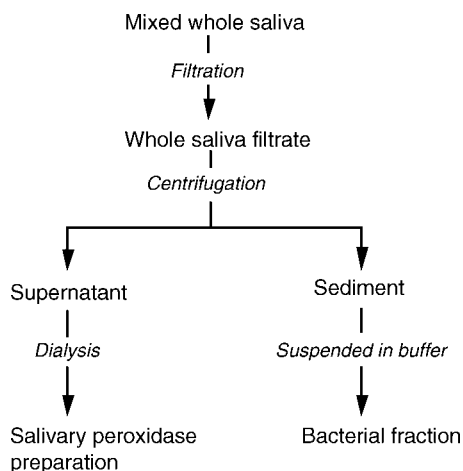 Mixed whole saliva
Filtration
Whole saliva filtrate
Centrifugation
Supernatant
Sediment
Dialysis
Suspended in buffer
Salivary peroxidase
preparation
Bacterial fraction